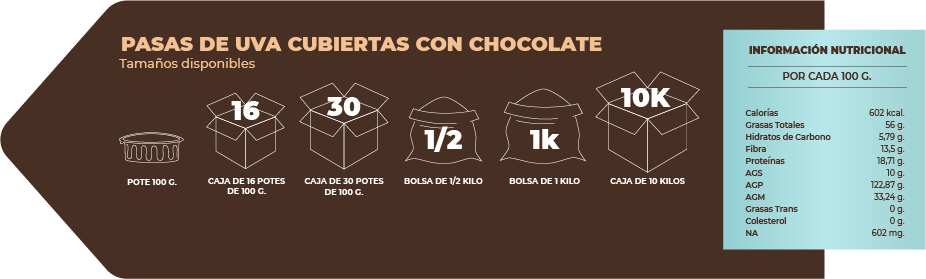 PASAS DE UVA CUBIERTAS CON CHOCOLATE
Tamaños disponibles
16
30
1/2
1k
10K
POTE 100 G.
CAJA DE 16 POTES
DE 100 G.
CAJA DE 30 POTES
DE 100 G.
BOLSA DE 1/2 KILO
BOLSA DE 1 KILO
CAJA DE 10 KILOS
INFORMACIÓN NUTRICIONAL
POR CADA 100 G.
Calorías 602 kcal.
Grasas Totales 56 g.
Hidratos de Carbono 5,79 g.
Fibra 13,5 g.
Proteínas 18,71 g.
AGS 10 g.
AGP 122,87 g.
AGM 33,24 g.
Grasas Trans 0 g.
Colesterol 0 g.
NA 602 mg.